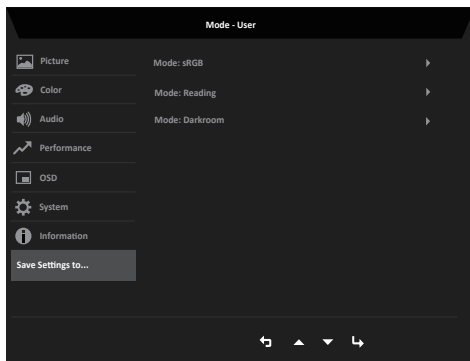 Mode - User
Picture
Color
Audio
Performance
OSD
System
Information
Save Settings to...
Mode: sRGB
Mode: Reading
Mode: Darkroom